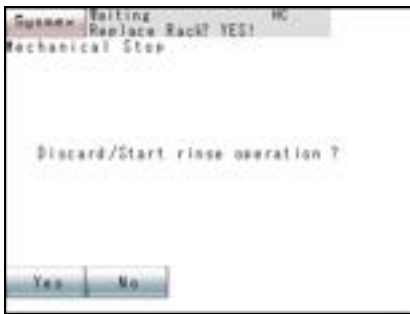 Sysmex Waiting HC
Replace Rack? YES!
Mechanical Stop
Discard/Start rinse operation ?
Yes No